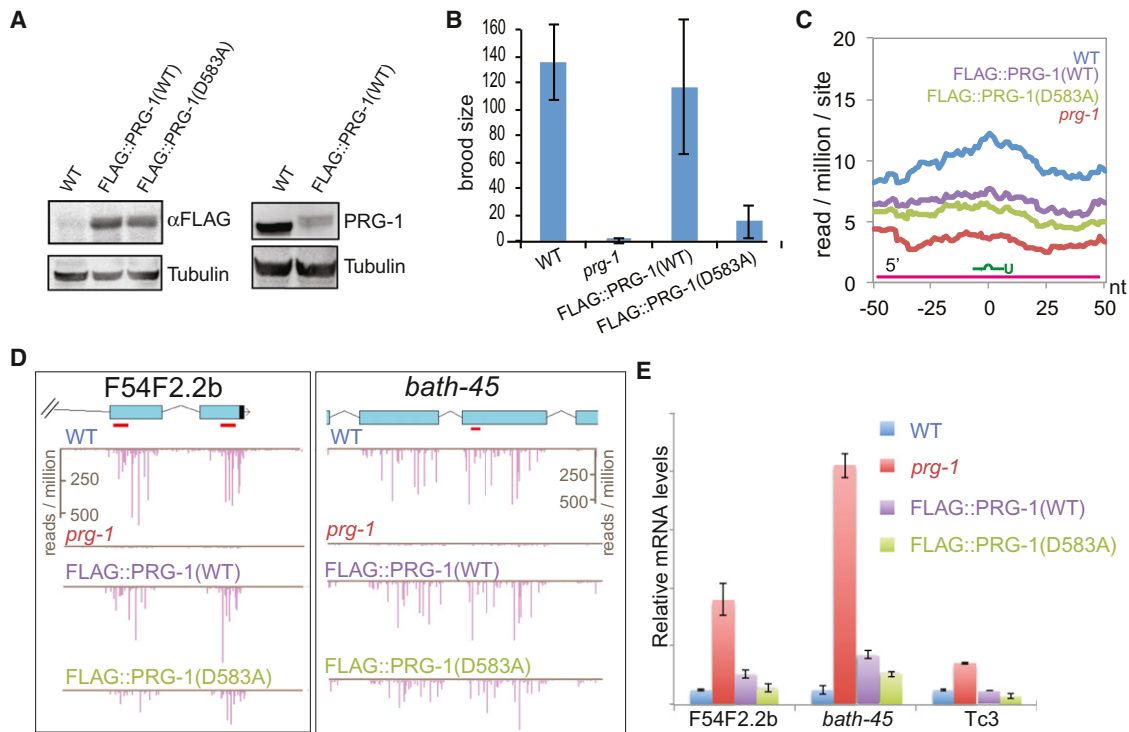 A
WT
FLAG::PRG-1(WT)
FLAG::PRG-1(D583A)
αFLAG
Tubulin
WT
FLAG::PRG-1(WT)
PRG-1
Tubulin
B
brood size
160
140
120
100
80
60
40
20
0
WT
prg-1
FLAG::PRG-1(WT)
FLAG::PRG-1(D583A)
C
read / million / site
20
15
10
5
0
WT
FLAG::PRG-1(WT)
FLAG::PRG-1(D583A)
prg-1
5’
U
-50 -25 0 25 50 nt
D
F54F2.2b
WT
250
500
reads / million
prg-1
FLAG::PRG-1(WT)
FLAG::PRG-1(D583A)
bath-45
WT
250
500
reads / million
prg-1
FLAG::PRG-1(WT)
FLAG::PRG-1(D583A)
E
Relative mRNA levels
WT
prg-1
FLAG::PRG-1(WT)
FLAG::PRG-1(D583A)
F54F2.2b bath-45 Tc3